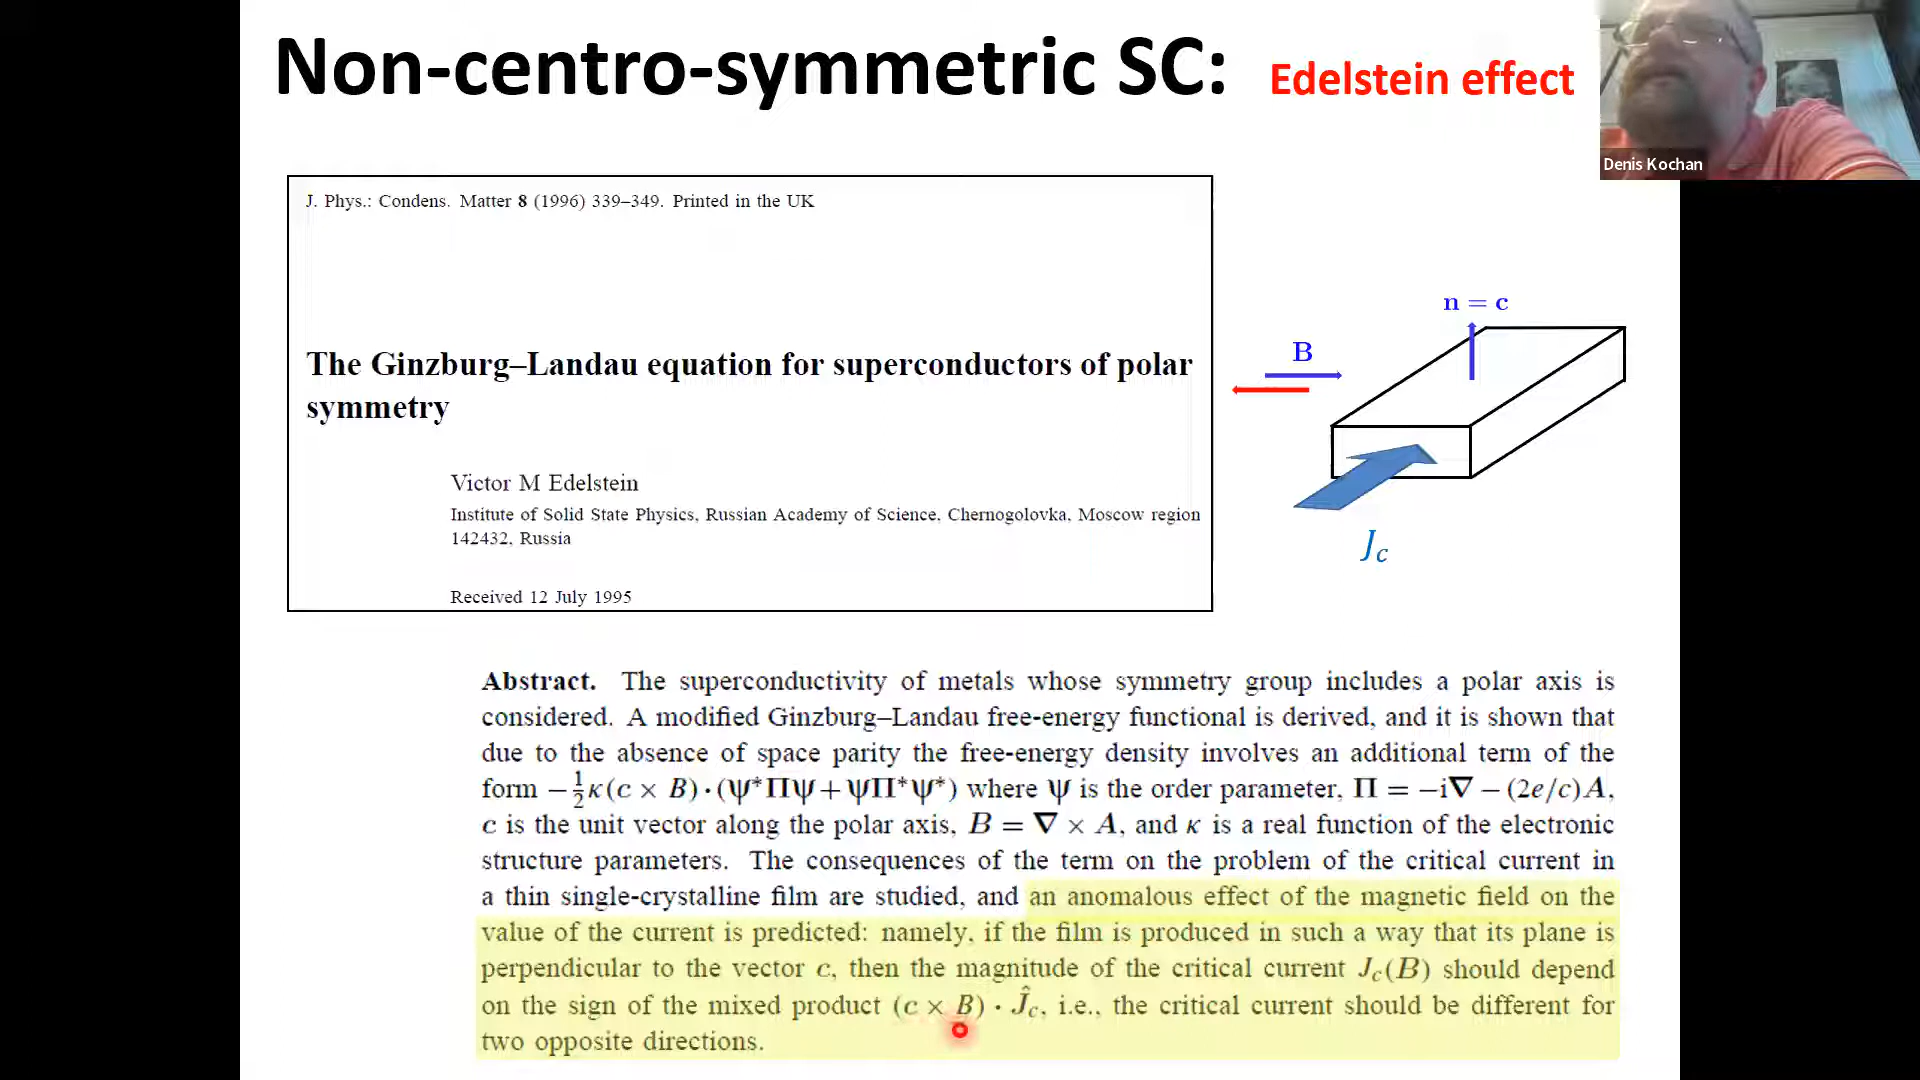 Non-centro-symmetric SC: Edelstein effect
Denis Kochan
J. Phys.: Condens. Matter 8 (1996) 339–349. Printed in the UK
The Ginzburg–Landau equation for superconductors of polar
symmetry
Victor M Edelstein
Institute of Solid State Physics, Russian Academy of Science, Chernogolovka, Moscow region
142432, Russia
Received 12 July 1995
n = c
B
J_c
Abstract. The superconductivity of metals whose symmetry group includes a polar axis is
considered. A modified Ginzburg–Landau free-energy functional is derived, and it is shown that
due to the absence of space parity the free-energy density involves an additional term of the
form −½κ(c × B)·(Ψ*ΠΨ + ΨΠ*Ψ*) where Ψ is the order parameter, Π = −i∇ − (2e/c)A,
c is the unit vector along the polar axis, B = ∇ × A, and κ is a real function of the electronic
structure parameters. The consequences of the term on the problem of the critical current in
a thin single-crystalline film are studied, and an anomalous effect of the magnetic field on the
value of the current is predicted: namely, if the film is produced in such a way that its plane is
perpendicular to the vector c, then the magnitude of the critical current J_c(B) should depend
on the sign of the mixed product (c × B) · Ĵ_c, i.e., the critical current should be different for
two opposite directions.